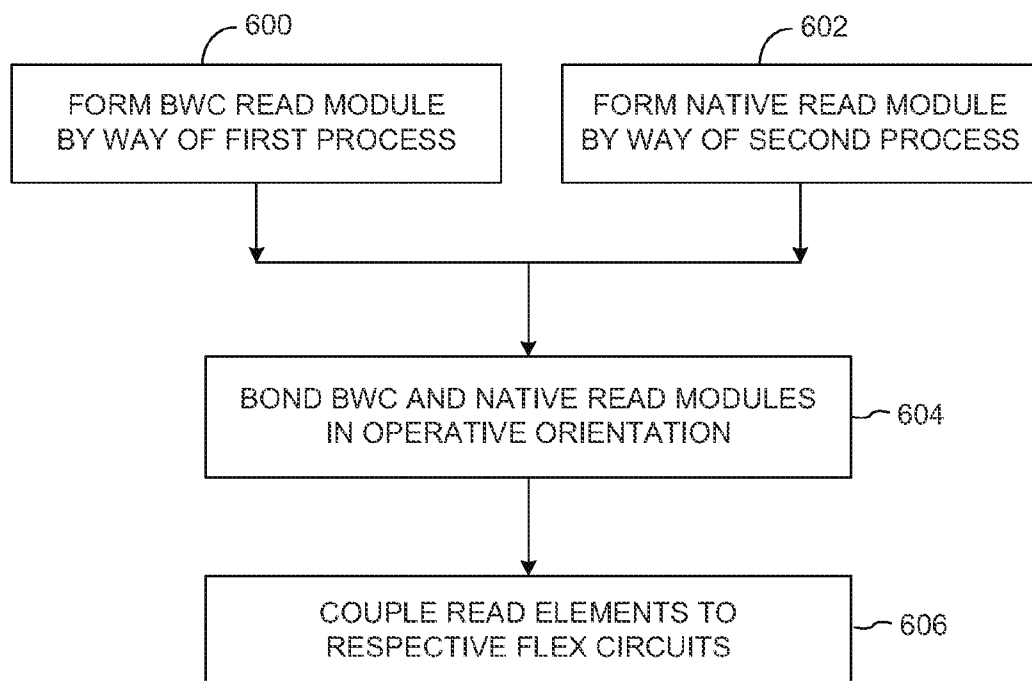 600
602
FORM BWC READ MODULE
BY WAY OF FIRST PROCESS
FORM NATIVE READ MODULE
BY WAY OF SECOND PROCESS
BOND BWC AND NATIVE READ MODULES
IN OPERATIVE ORIENTATION
604
COUPLE READ ELEMENTS TO
RESPECTIVE FLEX CIRCUITS
606